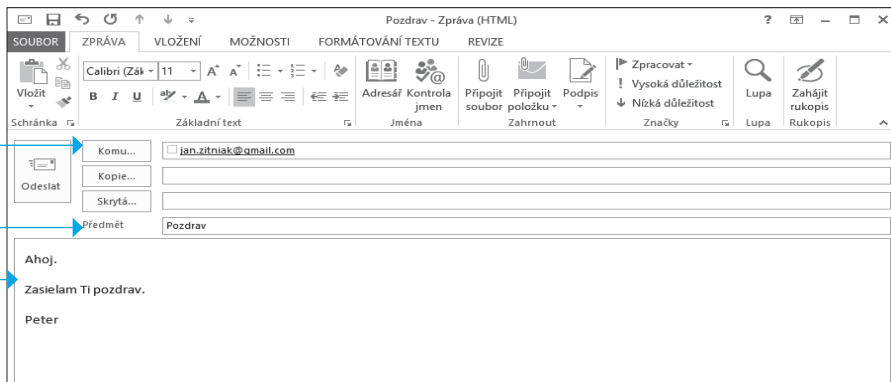 Pozdrav - Zpráva (HTML)
SOUBOR ZPRÁVA VLOŽENÍ MOŽNOSTI FORMÁTOVÁNÍ TEXTU REVIZE
Vložit
Schránka
Calibri (Zák 11
B I U
Základní text
Adresář Kontrola jmen
Jména
Připojit soubor Připojit položku Podpis
Zahrnout
Zpracovat
Vysoká důležitost
Nízká důležitost
Značky
Lupa
Lupa
Zahájit rukopis
Rukopis
Odeslat
Komu... jan.zitniak@gmail.com
Kopie...
Skrytá...
Předmět Pozdrav
Ahoj.
Zasielam Ti pozdrav.
Peter